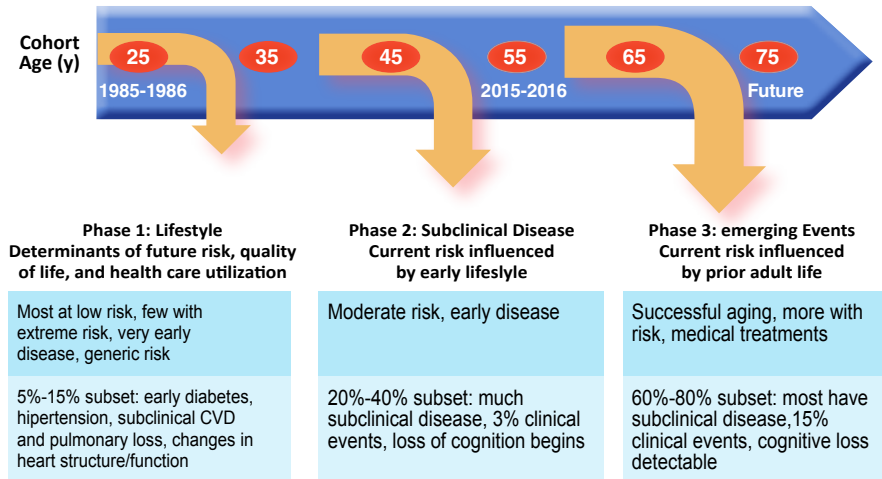 Cohort
Age (y)
25
35
45
55
65
75
1985-1986
2015-2016
Future
Phase 1: Lifestyle
Determinants of future risk, quality
of life, and health care utilization
Most at low risk, few with
extreme risk, very early
disease, generic risk
5%-15% subset: early diabetes,
hipertension, subclinical CVD
and pulmonary loss, changes in
heart structure/function
Phase 2: Subclinical Disease
Current risk influenced
by early lifeslyle
Moderate risk, early disease
20%-40% subset: much
subclinical disease, 3% clinical
events, loss of cognition begins
Phase 3: emerging Events
Current risk influenced
by prior adult life
Successful aging, more with
risk, medical treatments
60%-80% subset: most have
subclinical disease,15%
clinical events, cognitive loss
detectable